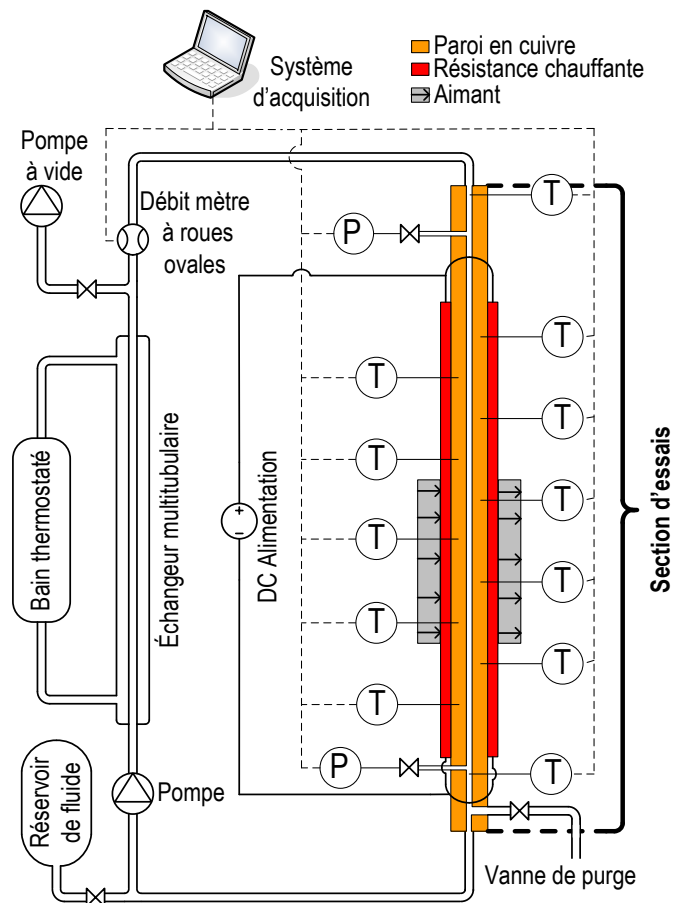 Système
d'acquisition
Paroi en cuivre
Résistance chauffante
Aimant
Pompe
à vide
Débit mètre
à roues
ovales
T
P
T
T
T
T
T
T
T
T
T
T
P
T
Bain thermostaté
Échangeur multitubulaire
+
–
DC Alimentation
Section d'essais
Réservoir
de fluide
Pompe
T
Vanne de purge